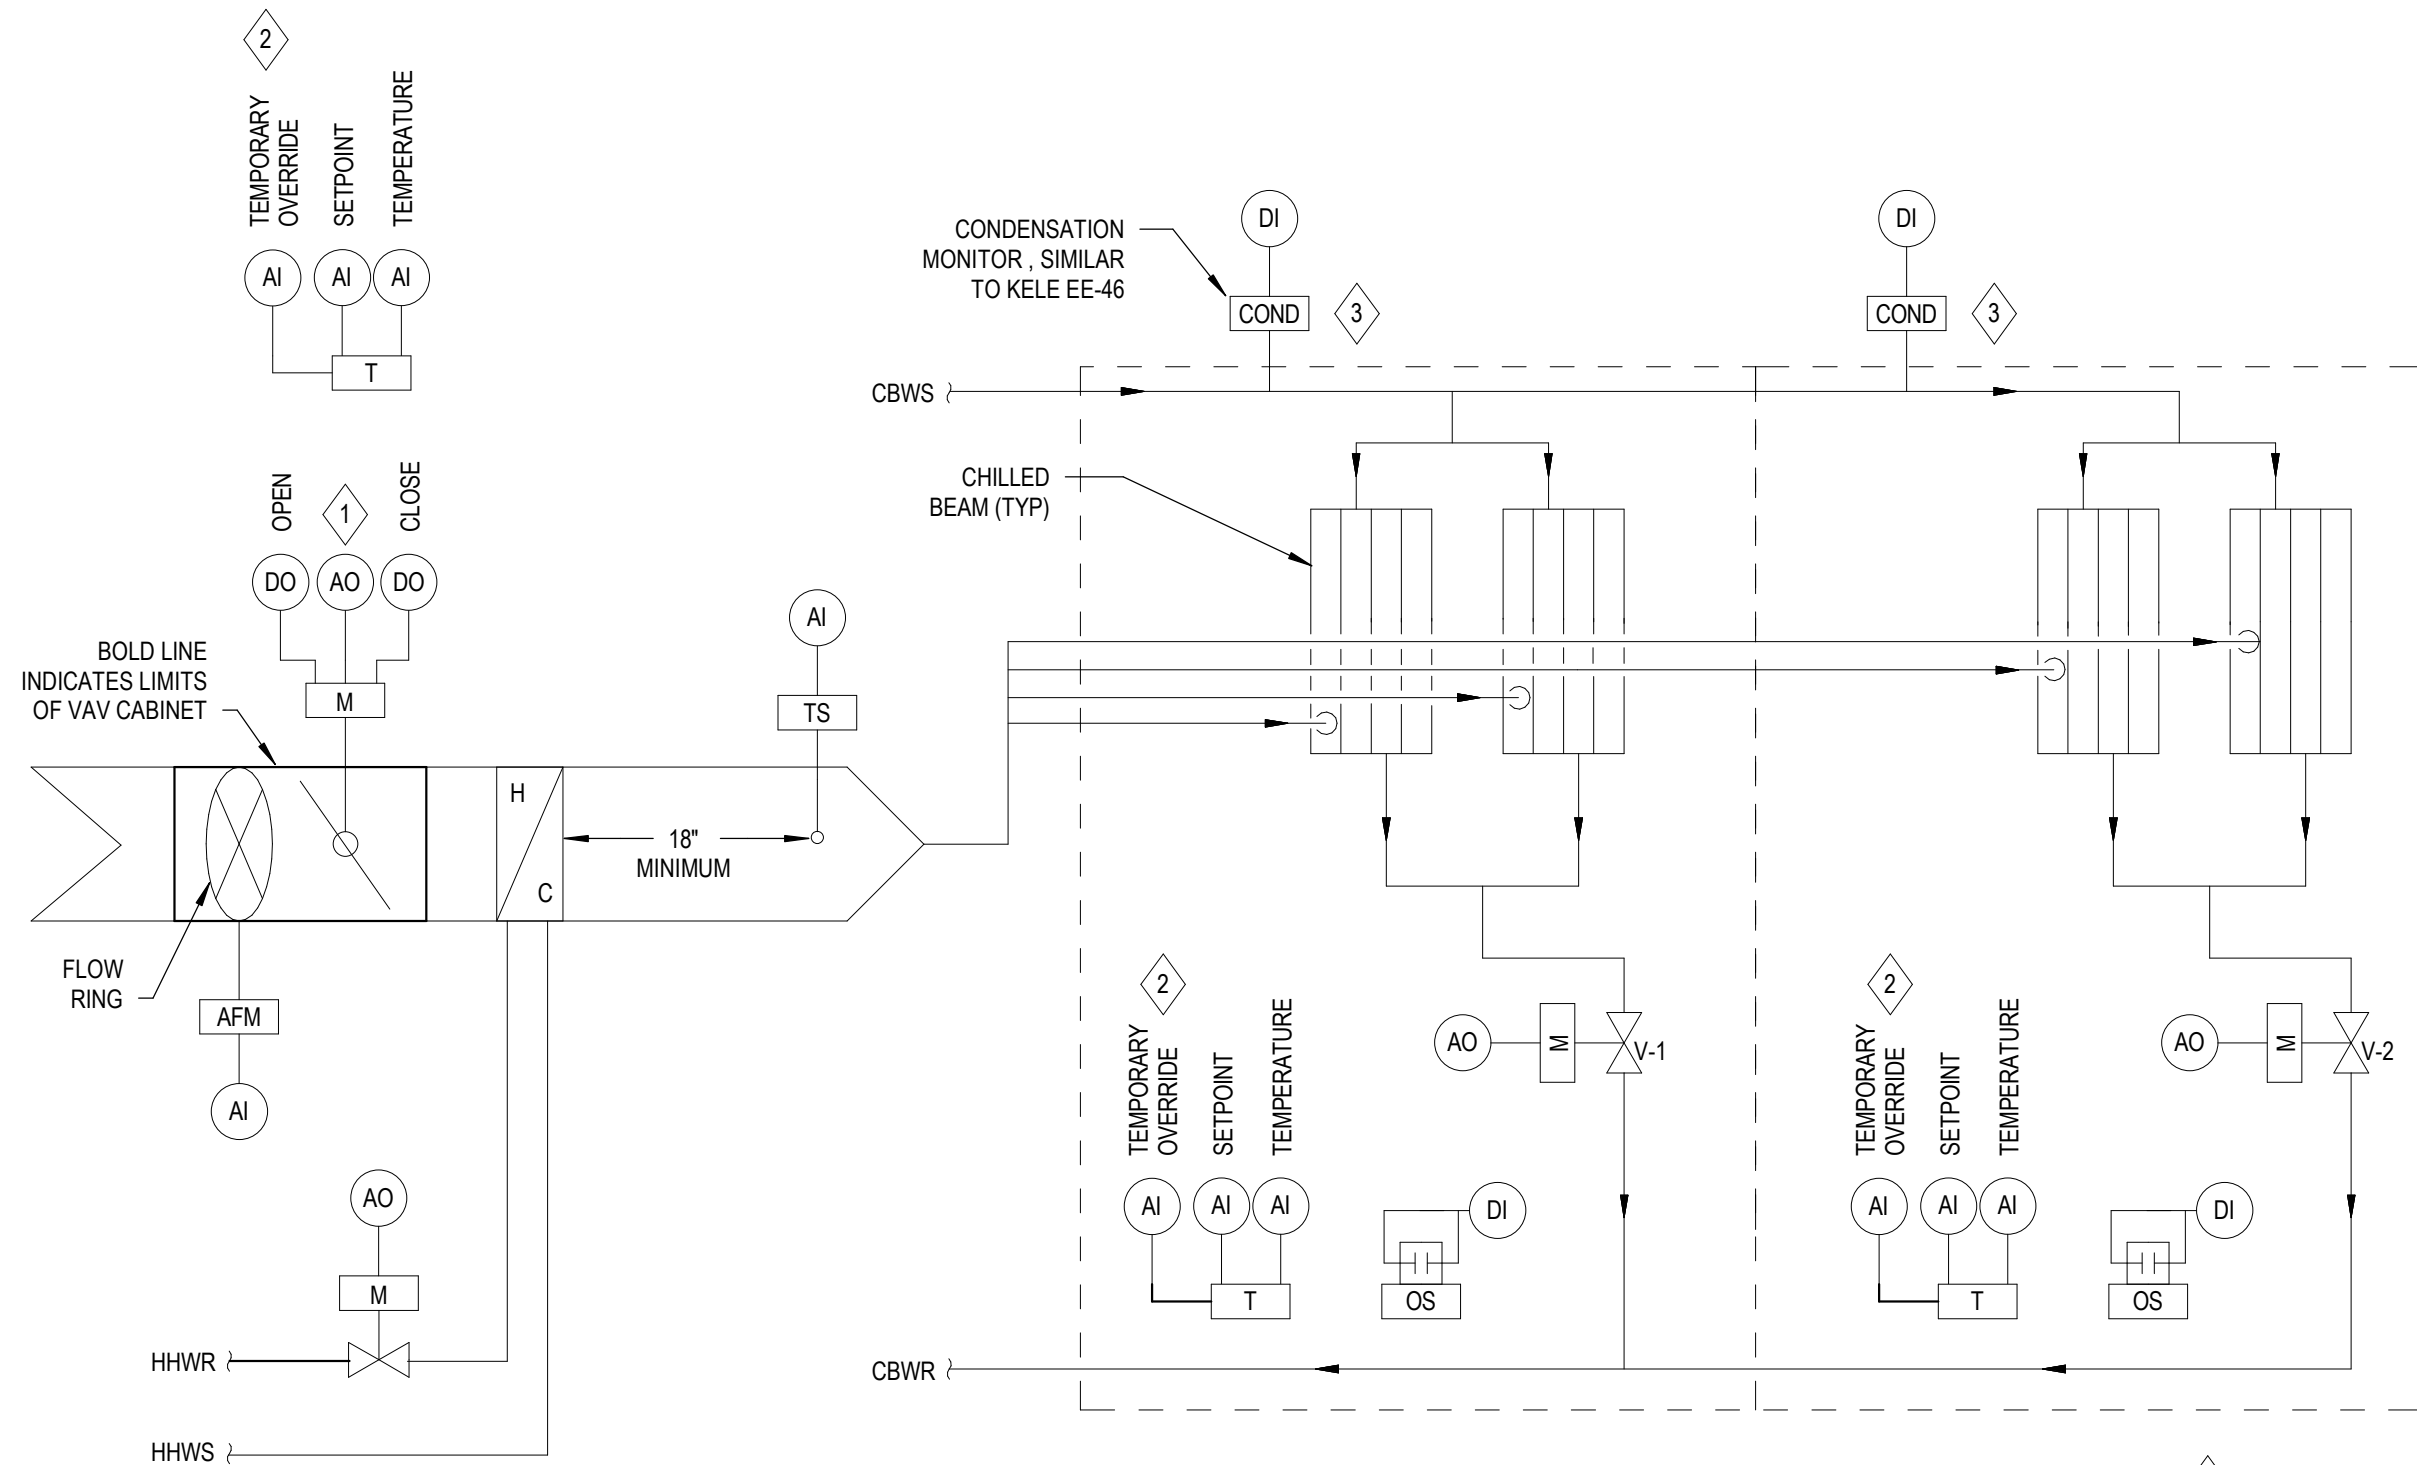 2
TEMPORARY
OVERRIDE
SETPOINT
TEMPERATURE
AI
AI
AI
T
OPEN
1
CLOSE
DO
AO
DO
M
BOLD LINE
INDICATES LIMITS
OF VAV CABINET
FLOW
RING
AFM
AI
H
C
18"
MINIMUM
AI
TS
AO
M
HHWR
HHWS
CONDENSATION
MONITOR , SIMILAR
TO KELE EE-46
DI
COND
3
DI
COND
3
CBWS
CHILLED
BEAM (TYP)
2
TEMPORARY
OVERRIDE
SETPOINT
TEMPERATURE
AI
AI
AI
T
AO
M
V-1
DI
OS
2
TEMPORARY
OVERRIDE
SETPOINT
TEMPERATURE
AI
AI
AI
T
AO
M
V-2
DI
OS
CBWR